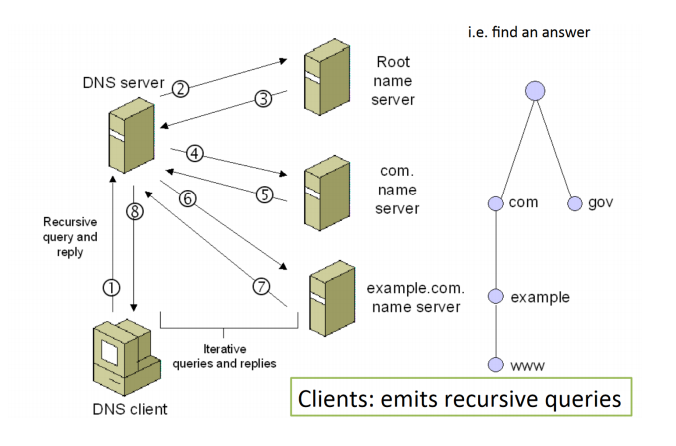 i.e. find an answer
DNS server
②
③
Root
name
server
④
⑤
com.
name
server
⑥
⑦
example.com.
name server
Recursive
query and
reply
①
⑧
Iterative
queries and replies
DNS client
com
gov
example
www
Clients: emits recursive queries